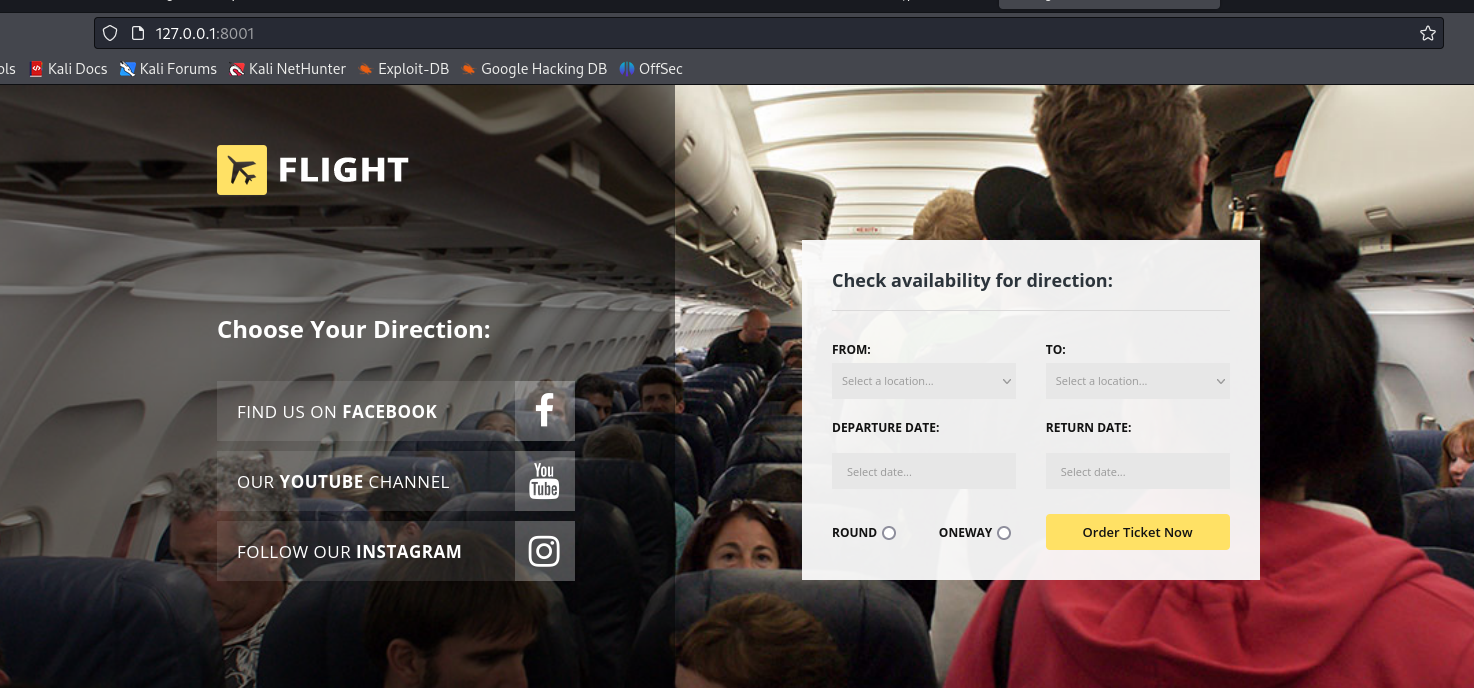 127.0.0.1:8001
ols Kali Docs Kali Forums Kali NetHunter Exploit-DB Google Hacking DB OffSec
FLIGHT
Choose Your Direction:
FIND US ON FACEBOOK
OUR YOUTUBE CHANNEL
You
Tube
FOLLOW OUR INSTAGRAM
Check availability for direction:
FROM: TO:
Select a location... Select a location...
DEPARTURE DATE: RETURN DATE:
Select date... Select date...
ROUND ONEWAY Order Ticket Now